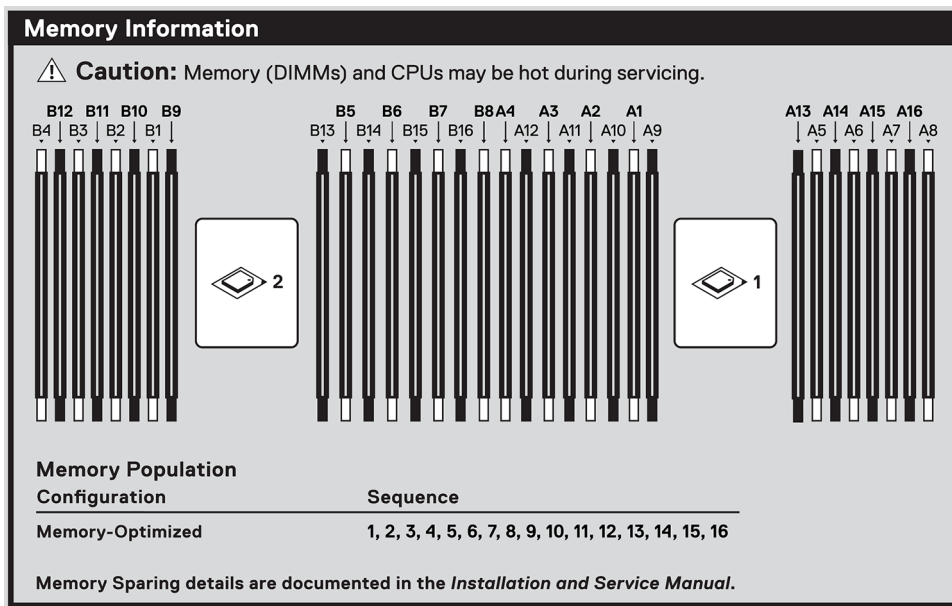 Memory Information
Caution: Memory (DIMMs) and CPUs may be hot during servicing.
B12 B11 B10 B9 B5 B6 B7 B8 A4 A3 A2 A1 A13 A14 A15 A16
B4 B3 B2 B1 B13 B14 B15 B16 A12 A11 A10 A9 A5 A6 A7 A8
2 1
Memory Population
Configuration Sequence
Memory-Optimized 1, 2, 3, 4, 5, 6, 7, 8, 9, 10, 11, 12, 13, 14, 15, 16
Memory Sparing details are documented in the Installation and Service Manual.